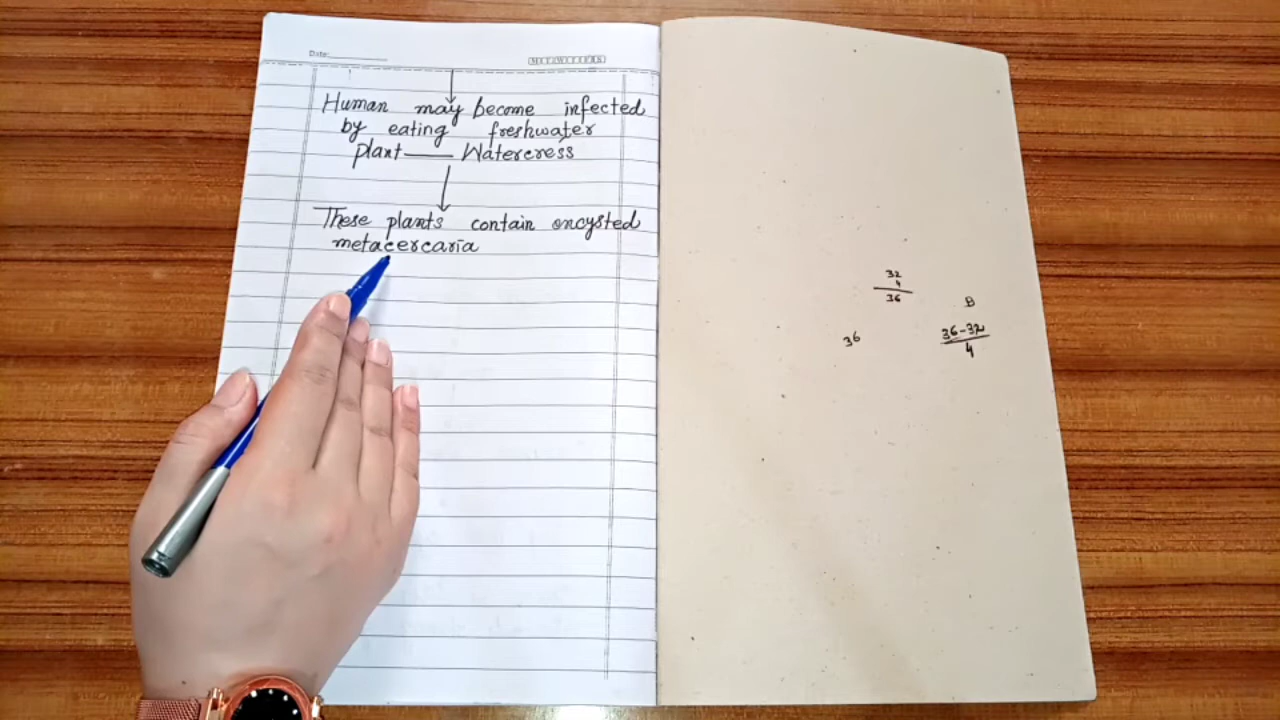 Date:
M T W T F S S
Human may become infected
by eating freshwater
plant — Watercress
These plants contain encysted
metacercaria
32
4
36
B
36
36-32
4